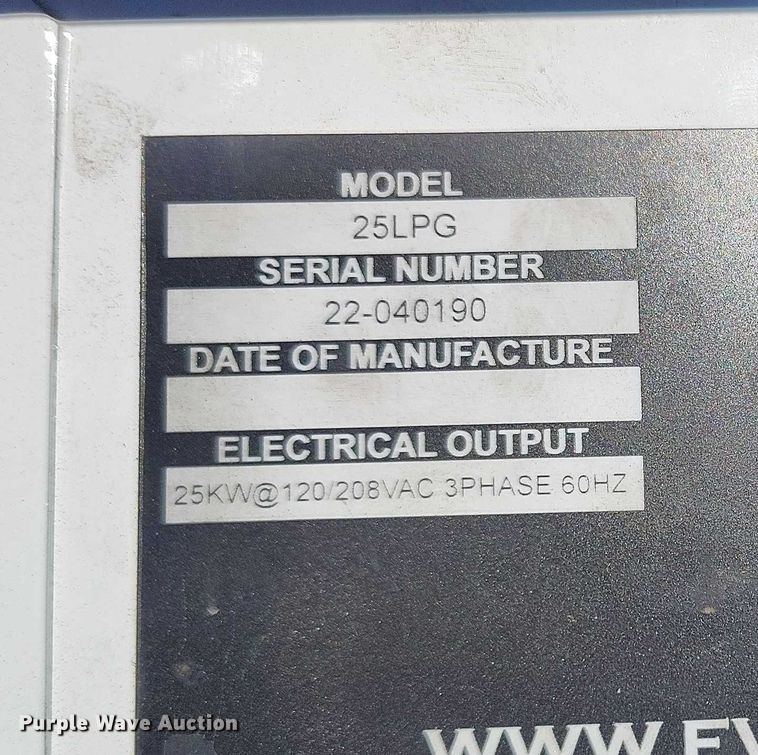 MODEL
25LPG
SERIAL NUMBER
22-040190
DATE OF MANUFACTURE
ELECTRICAL OUTPUT
25KW@120/208VAC 3PHASE 60HZ
Purple Wave Auction